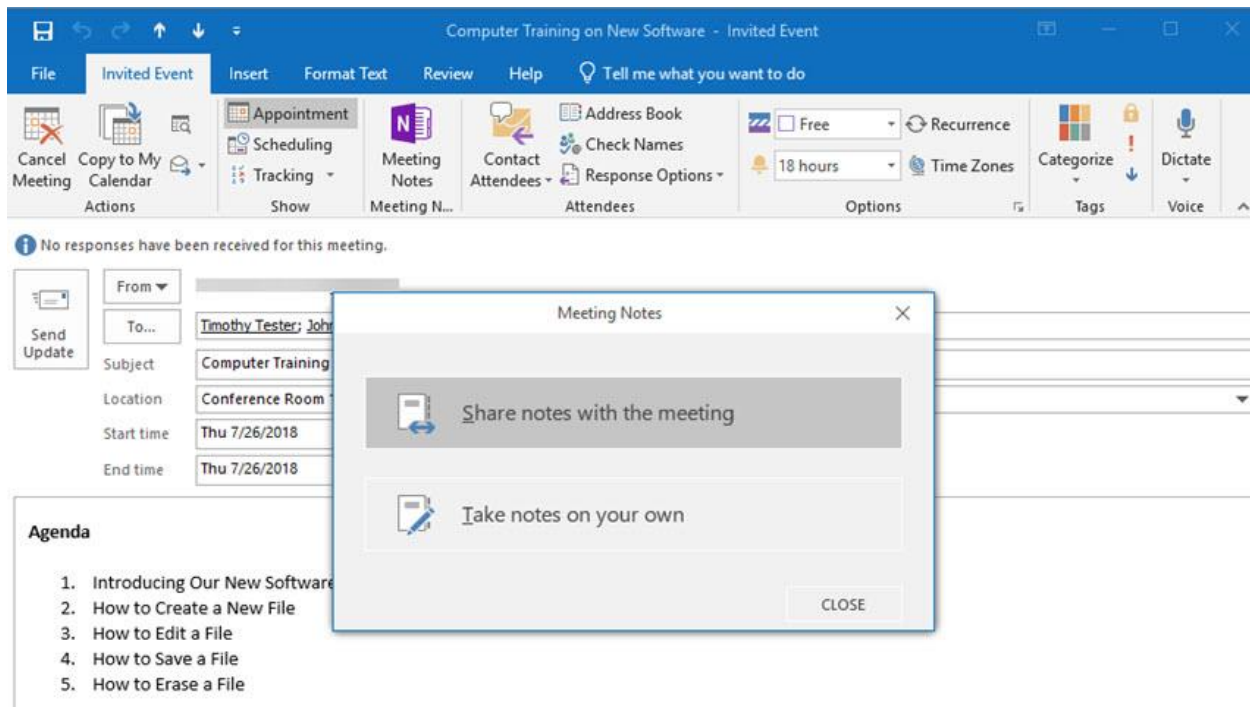 Computer Training on New Software - Invited Event
File Invited Event Insert Format Text Review Help Tell me what you want to do
Cancel Meeting
Copy to My Calendar
Actions
Appointment
Scheduling
Tracking
Show
N
Meeting Notes
Meeting N...
Contact Attendees
Address Book
Check Names
Response Options
Attendees
Free
18 hours
Recurrence
Time Zones
Options
Categorize
Tags
Dictate
Voice
No responses have been received for this meeting.
Send Update
From
To... Timothy Tester; John
Subject Computer Training
Location Conference Room
Start time Thu 7/26/2018
End time Thu 7/26/2018
Meeting Notes
Share notes with the meeting
Take notes on your own
CLOSE
Agenda
1. Introducing Our New Software
2. How to Create a New File
3. How to Edit a File
4. How to Save a File
5. How to Erase a File